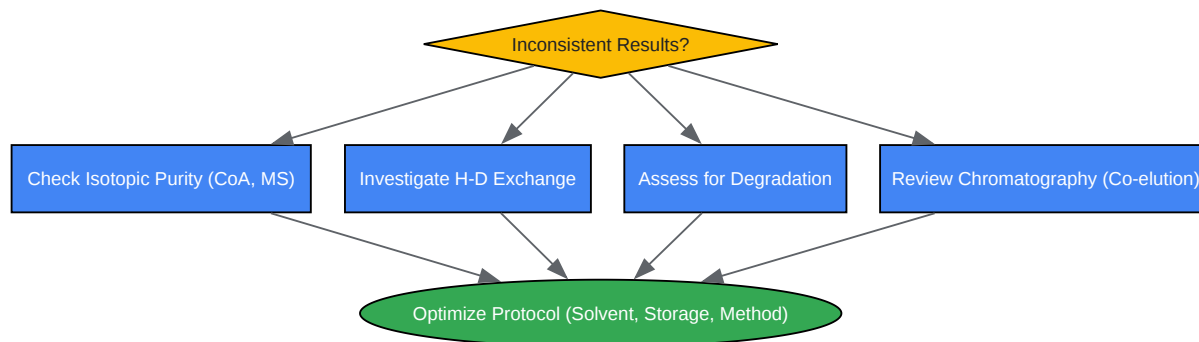 Inconsistent Results?
Check Isotopic Purity (CoA, MS)
Investigate H-D Exchange
Assess for Degradation
Review Chromatography (Co-elution)
Optimize Protocol (Solvent, Storage, Method)